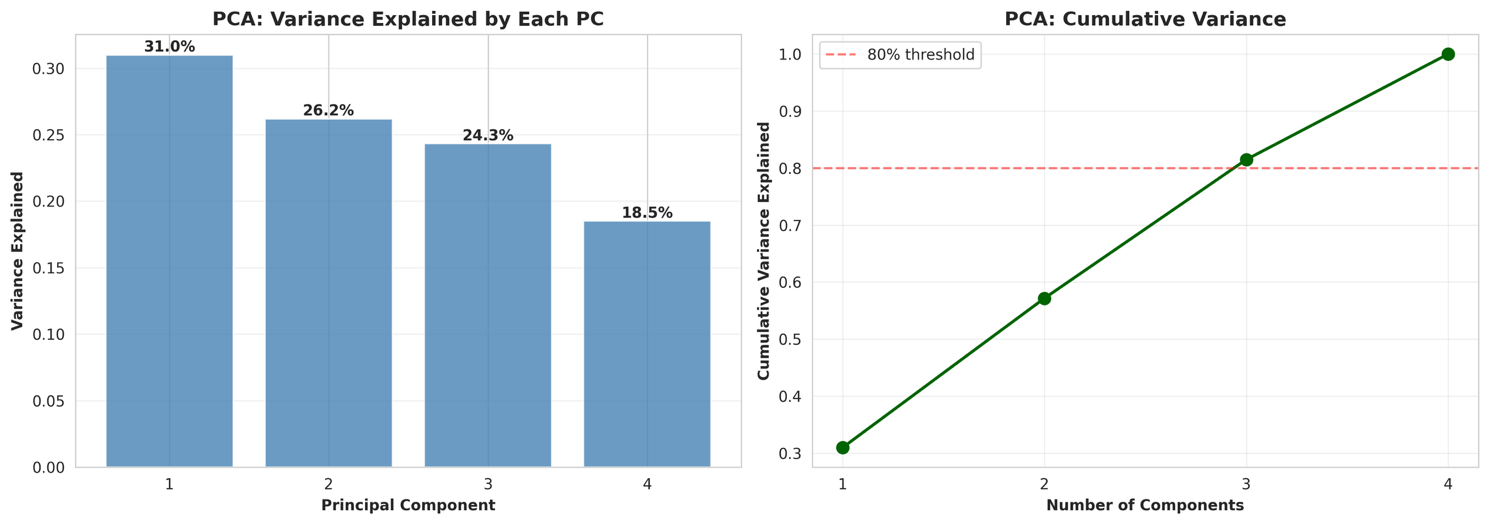 PCA: Variance Explained by Each PC
31.0%
26.2%
24.3%
18.5%
0.30
0.25
0.20
0.15
0.10
0.05
0.00
Variance Explained
1 2 3 4
Principal Component
PCA: Cumulative Variance
80% threshold
1.0
0.9
0.8
0.7
0.6
0.5
0.4
0.3
Cumulative Variance Explained
1 2 3 4
Number of Components